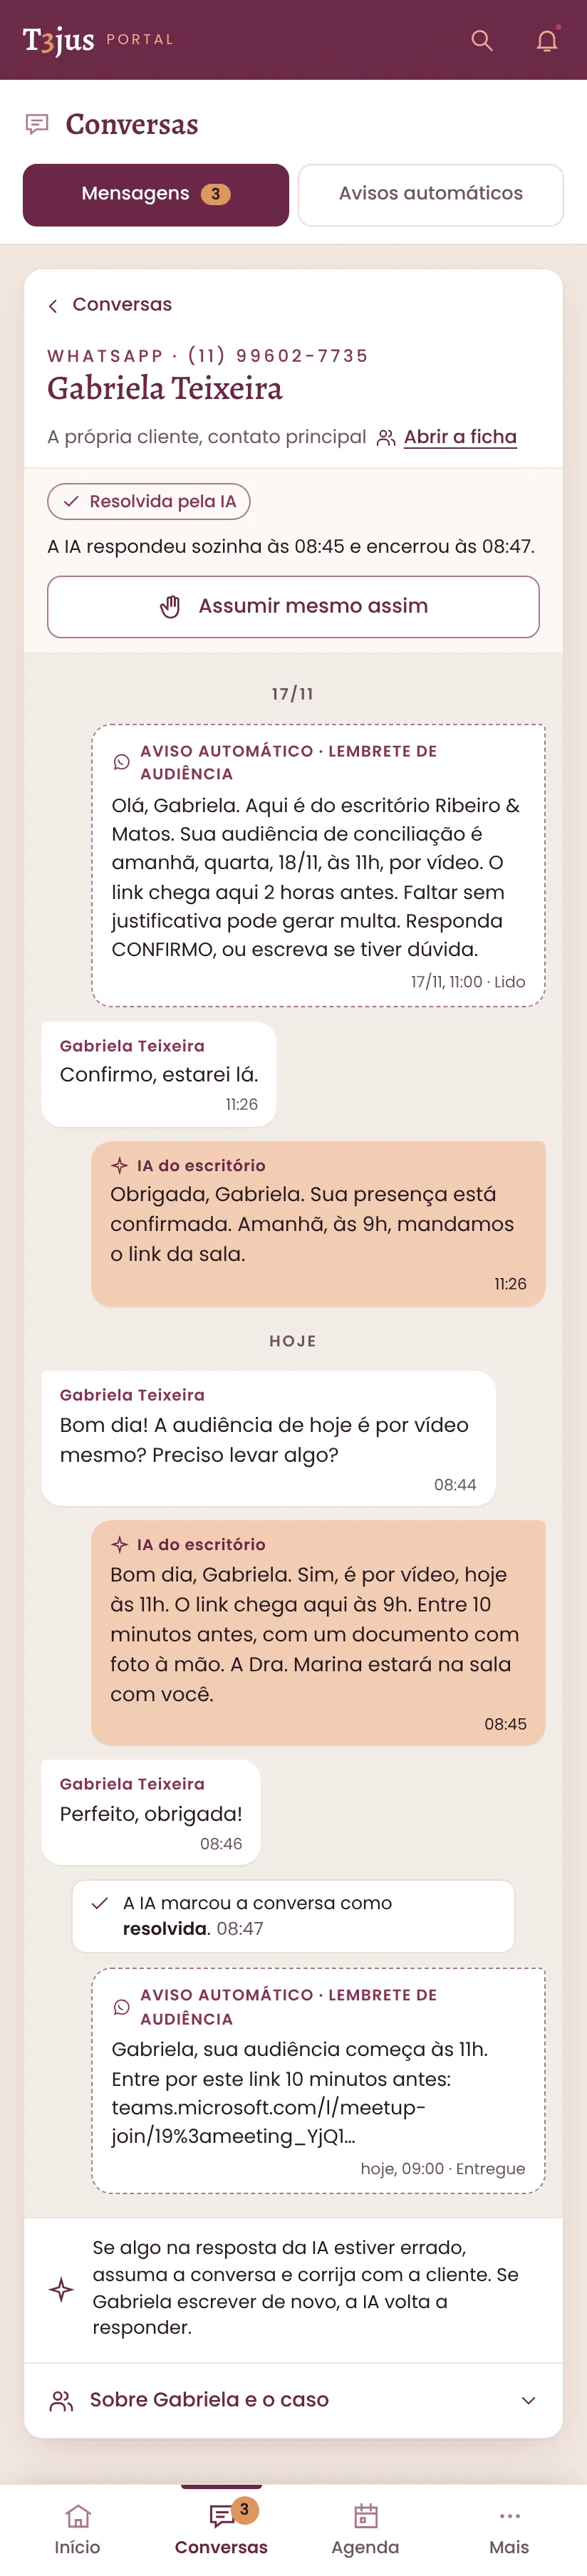 T3jus PORTAL
Conversas
Mensagens 3
Avisos automáticos
Conversas
WHATSAPP · (11) 99602-7735
Gabriela Teixeira
A própria cliente, contato principal Abrir a ficha
Resolvida pela IA
A IA respondeu sozinha às 08:45 e encerrou às 08:47.
Assumir mesmo assim
17/11
AVISO AUTOMÁTICO · LEMBRETE DE
AUDIÊNCIA
Olá, Gabriela. Aqui é do escritório Ribeiro &
Matos. Sua audiência de conciliação é
amanhã, quarta, 18/11, às 11h, por vídeo. O
link chega aqui 2 horas antes. Faltar sem
justificativa pode gerar multa. Responda
CONFIRMO, ou escreva se tiver dúvida.
17/11, 11:00 · Lido
Gabriela Teixeira
Confirmo, estarei lá.
11:26
IA do escritório
Obrigada, Gabriela. Sua presença está
confirmada. Amanhã, às 9h, mandamos
o link da sala.
11:26
HOJE
Gabriela Teixeira
Bom dia! A audiência de hoje é por vídeo
mesmo? Preciso levar algo?
08:44
IA do escritório
Bom dia, Gabriela. Sim, é por vídeo, hoje
às 11h. O link chega aqui às 9h. Entre 10
minutos antes, com um documento com
foto à mão. A Dra. Marina estará na sala
com você.
08:45
Gabriela Teixeira
Perfeito, obrigada!
08:46
A IA marcou a conversa como
resolvida. 08:47
AVISO AUTOMÁTICO · LEMBRETE DE
AUDIÊNCIA
Gabriela, sua audiência começa às 11h.
Entre por este link 10 minutos antes:
teams.microsoft.com/l/meetup-
join/19%3ameeting_YjQ1…
hoje, 09:00 · Entregue
Se algo na resposta da IA estiver errado,
assuma a conversa e corrija com a cliente. Se
Gabriela escrever de novo, a IA volta a
responder.
Sobre Gabriela e o caso
3
Início
Conversas
Agenda
Mais